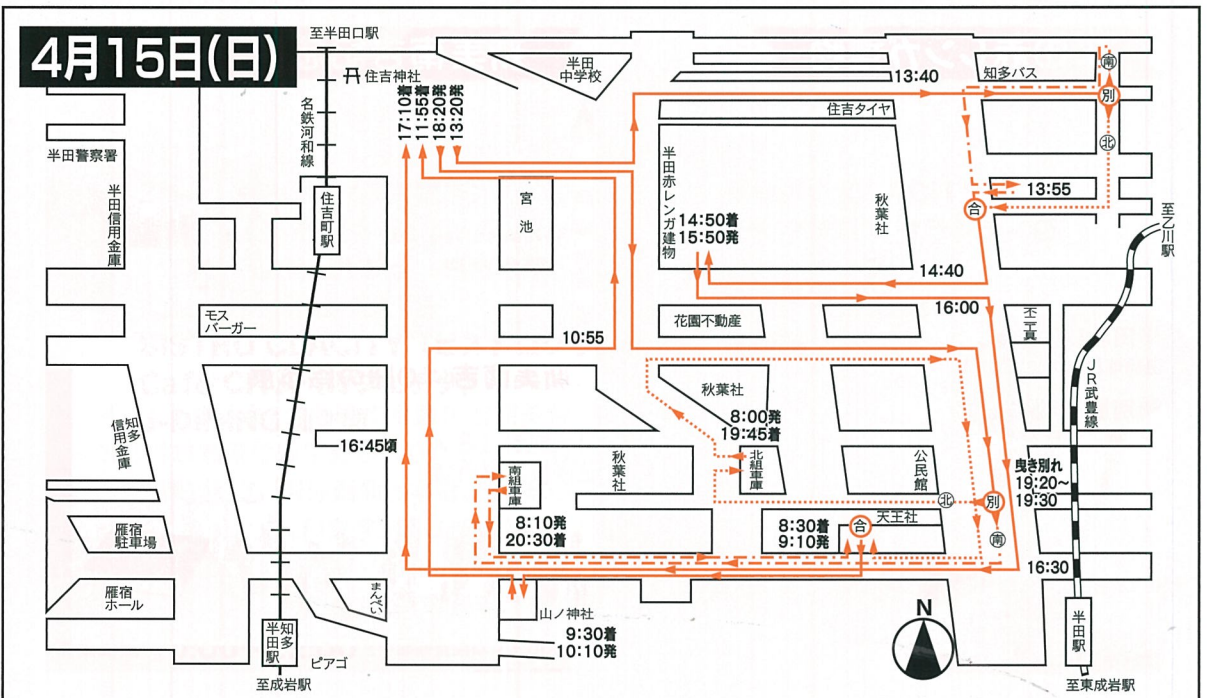 4月15日(日)
至半田口駅
住吉神社
名鉄河和線
17:10着
11:55着
18:20発
13:20発
半田
中学校
13:40
知多バス
南
別
住吉タイヤ
北
半田警察署
半田信用金庫
住吉町駅
宮池
半田赤レンガ建物
14:50着
15:50発
秋葉社
13:55
合
至乙川駅
14:40
16:00
モス
バーガー
花園不動産
10:55
JR武豊線
秋葉社
8:00発
19:45着
知多
信用金庫
16:45頃
南組車庫
秋葉社
北組車庫
公民館
曳き別れ
19:20〜
19:30
北
別
雁宿
駐車場
8:10発
20:30着
8:30着
9:10発
合
天王社
南
16:30
雁宿
ホール
まんぺい
山ノ神社
9:30着
10:10発
N
知多
半田駅
ピアゴ
至成岩駅
半田駅
至東成岩駅